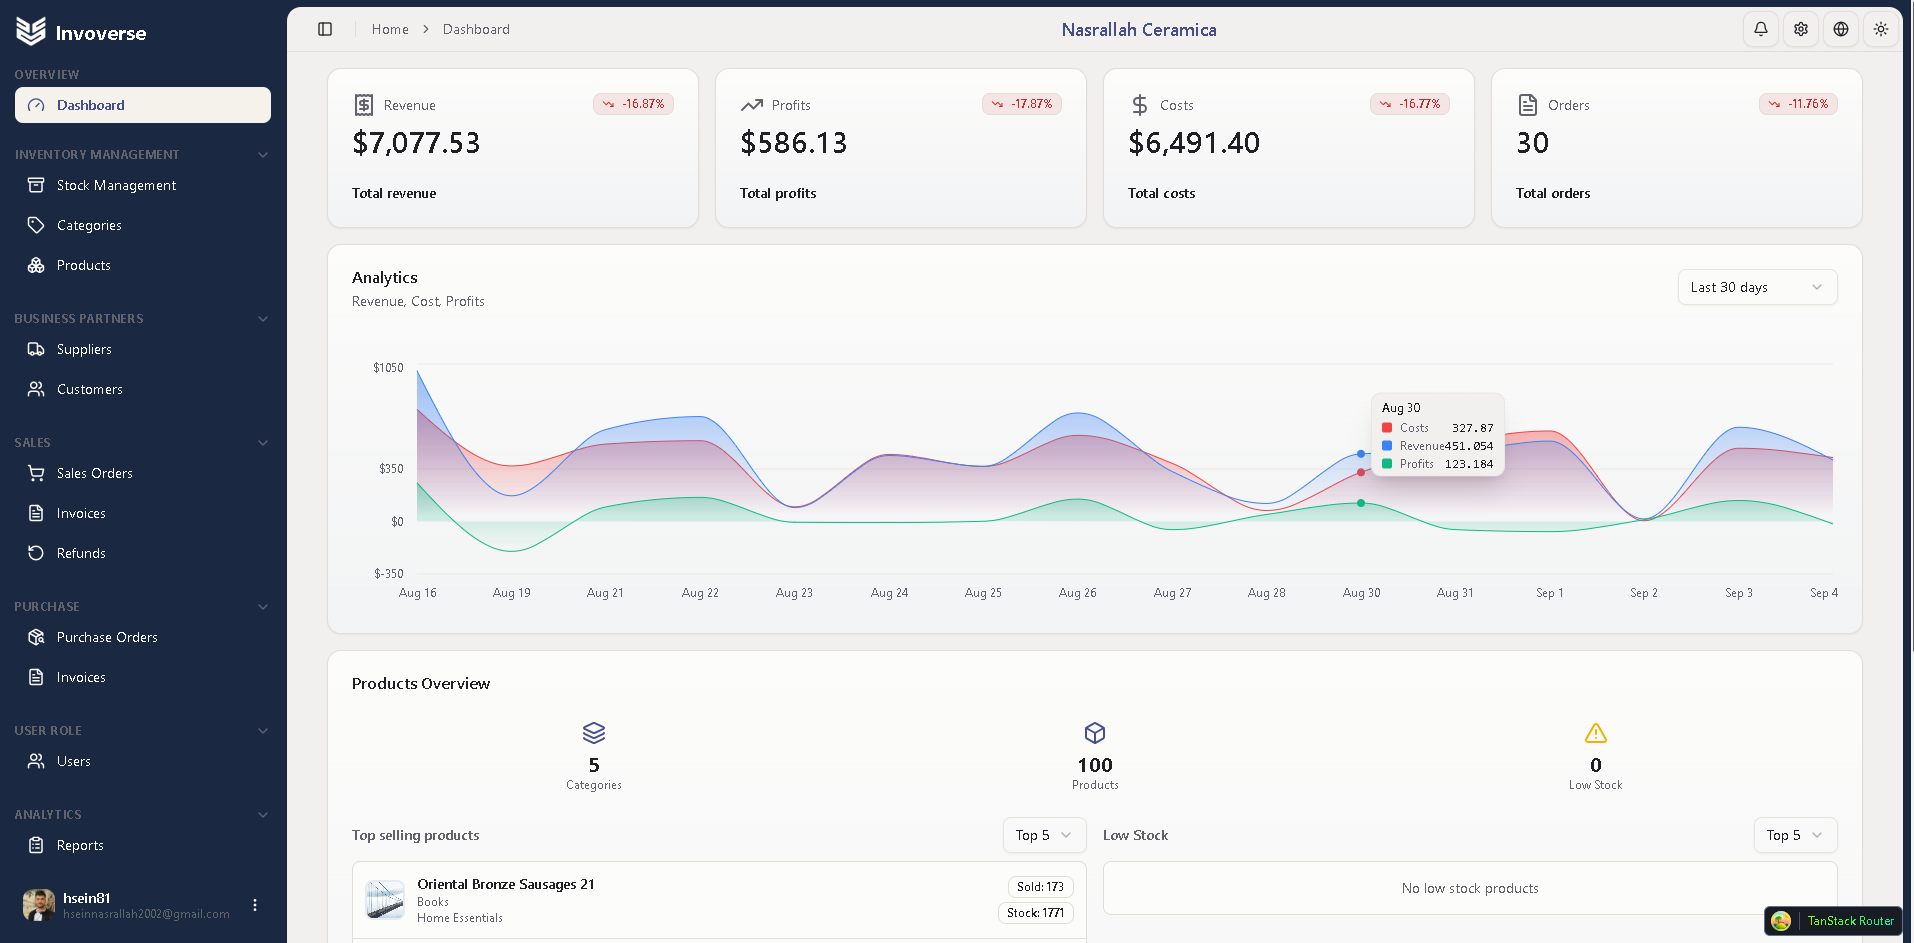 Invoverse
OVERVIEW
Dashboard
INVENTORY MANAGEMENT
Stock Management
Categories
Products
BUSINESS PARTNERS
Suppliers
Customers
SALES
Sales Orders
Invoices
Refunds
PURCHASE
Purchase Orders
Invoices
USER ROLE
Users
ANALYTICS
Reports
hsein81
hseinnasrallah2002@gmail.com
Home > Dashboard
Nasrallah Ceramica
Revenue -16.87%
$7,077.53
Total revenue
Profits -17.87%
$586.13
Total profits
Costs -16.77%
$6,491.40
Total costs
Orders -11.76%
30
Total orders
Analytics
Revenue, Cost, Profits
Last 30 days
$1050
$350
$0
$-350
Aug 16 Aug 19 Aug 21 Aug 22 Aug 23 Aug 24 Aug 25 Aug 26 Aug 27 Aug 28 Aug 30 Aug 31 Sep 1 Sep 2 Sep 3 Sep 4
Aug 30
Costs 327.87
Revenue 451.054
Profits 123.184
Products Overview
5
Categories
100
Products
0
Low Stock
Top selling products
Top 5
Oriental Bronze Sausages 21
Books
Home Essentials
Sold: 173
Stock: 1771
Low Stock
Top 5
No low stock products
TanStack Router